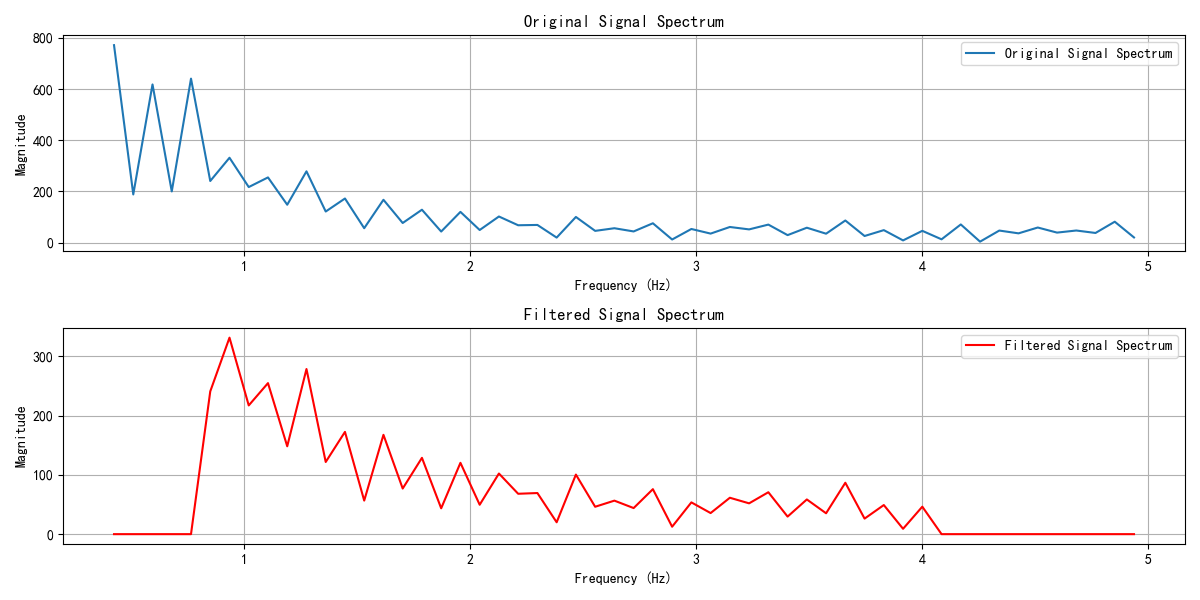 Original Signal Spectrum
800
600
400
200
0
Magnitude
Original Signal Spectrum
1 2 3 4 5
Frequency (Hz)
Filtered Signal Spectrum
300
200
100
0
Magnitude
Filtered Signal Spectrum
1 2 3 4 5
Frequency (Hz)